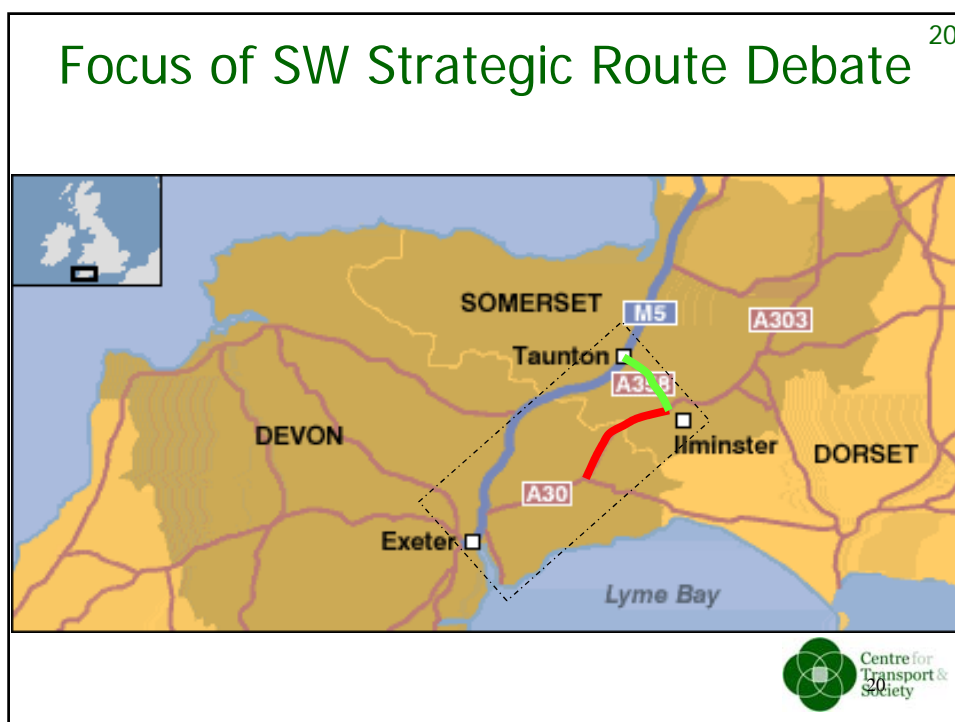 20
Focus of SW Strategic Route Debate
SOMERSET
M5
A303
Taunton
A358
DEVON
Ilminster
DORSET
A30
Exeter
Lyme Bay
Centre for
Transport &
Society
20